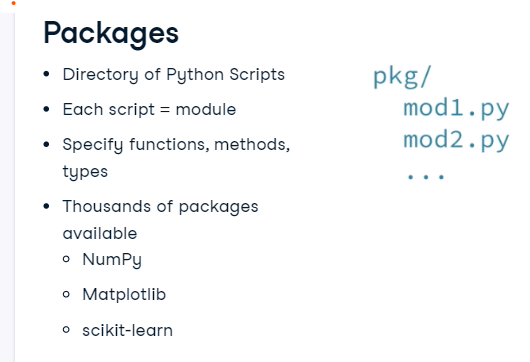 Packages
Directory of Python Scripts
Each script = module
Specify functions, methods,
types
Thousands of packages
available
NumPy
Matplotlib
scikit-learn
pkg/
mod1.py
mod2.py
...